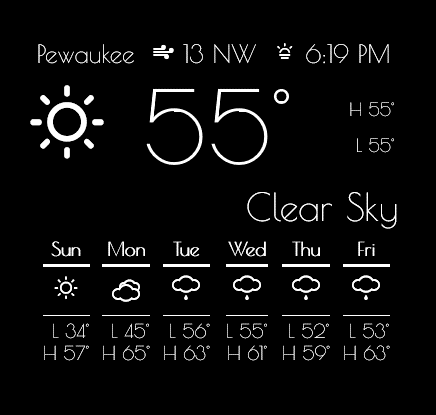 Pewaukee 13 NW 6:19 PM
55°
H 55°
L 55°
Clear Sky
Sun Mon Tue Wed Thu Fri
L 34° L 45° L 56° L 55° L 52° L 53°
H 57° H 65° H 63° H 61° H 59° H 63°